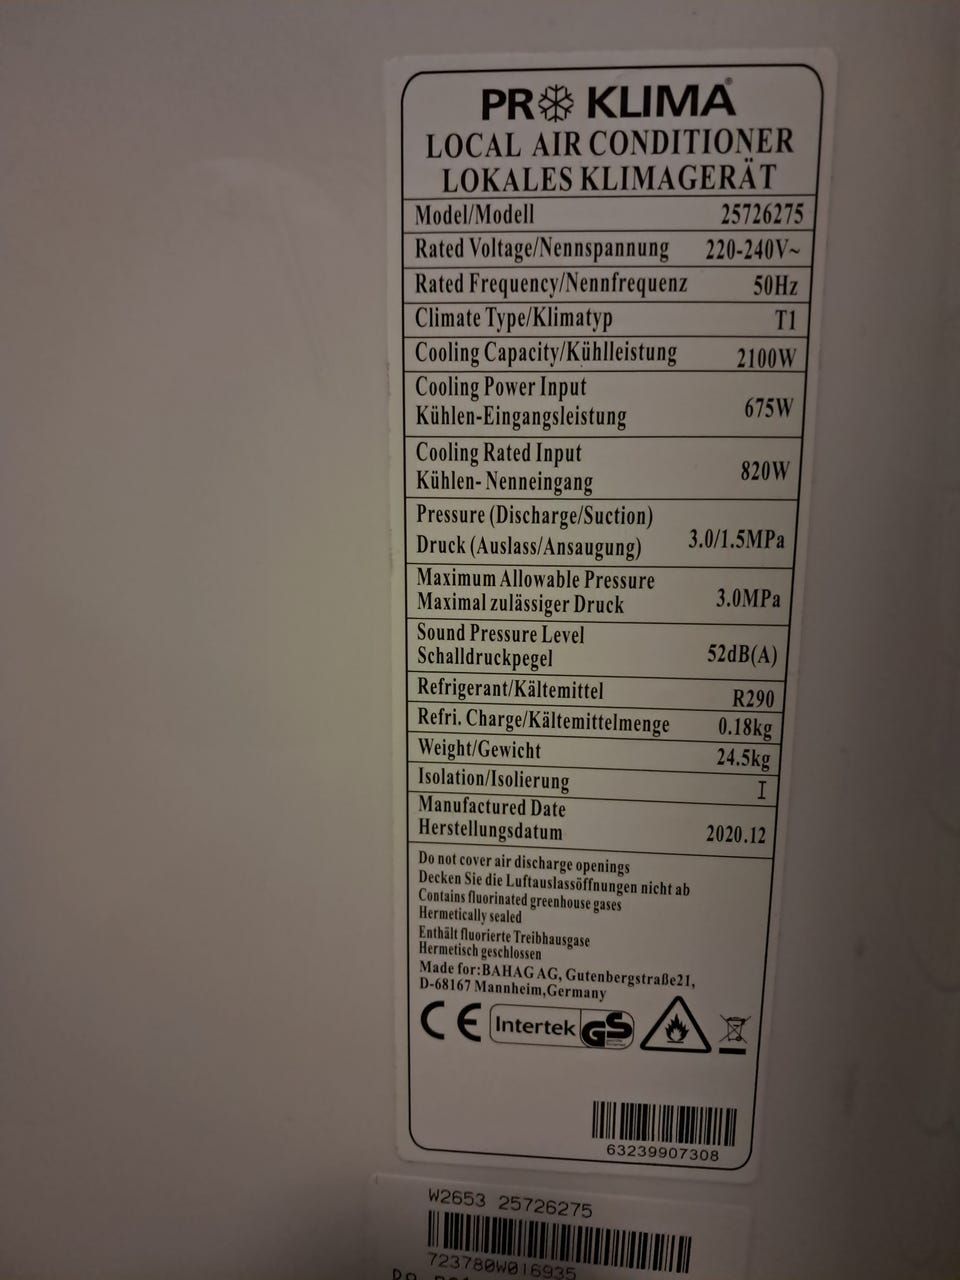 PRO KLIMA®
LOCAL AIR CONDITIONER
LOKALES KLIMAGERÄT
Model/Modell 25726275
Rated Voltage/Nennspannung 220-240V~
Rated Frequency/Nennfrequenz 50Hz
Climate Type/Klimatyp T1
Cooling Capacity/Kühlleistung 2100W
Cooling Power Input
Kühlen-Eingangsleistung 675W
Cooling Rated Input
Kühlen- Nenneingang 820W
Pressure (Discharge/Suction)
Druck (Auslass/Ansaugung) 3.0/1.5MPa
Maximum Allowable Pressure
Maximal zulässiger Druck 3.0MPa
Sound Pressure Level
Schalldruckpegel 52dB(A)
Refrigerant/Kältemittel R290
Refri. Charge/Kältemittelmenge 0.18kg
Weight/Gewicht 24.5kg
Isolation/Isolierung I
Manufactured Date
Herstellungsdatum 2020.12
Do not cover air discharge openings
Decken Sie die Luftauslassöffnungen nicht ab
Contains fluorinated greenhouse gases
Hermetically sealed
Enthält fluorierte Treibhausgase
Hermetisch geschlossen
Made for:BAHAG AG, Gutenbergstraße21,
D-68167 Mannheim,Germany
CE Intertek GS
63239907308
W2653 25726275
723780W016935